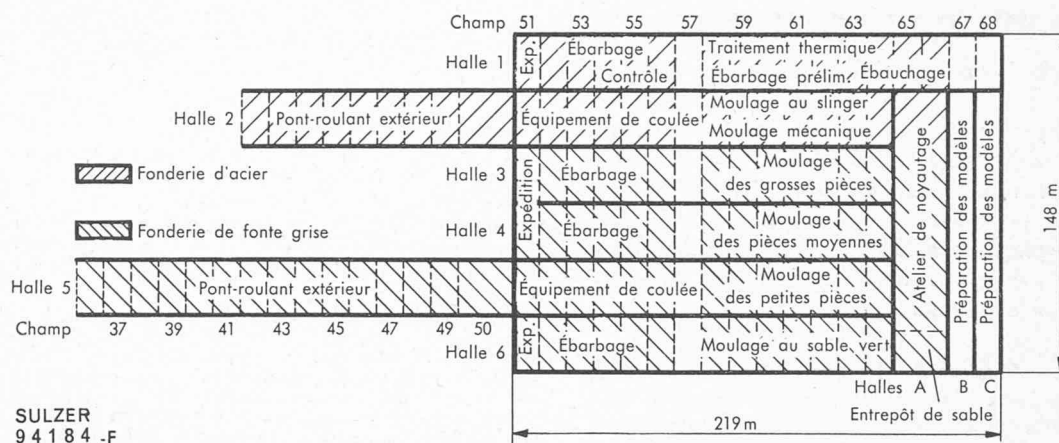 Champ 51 53 55 57 59 61 63 65 67 68
Halle 1
Exp.
Ébarbage
Traitement thermique
Contrôle
Ébarbage prélim.
Ébauchage
Halle 2
Pont-roulant extérieur
Équipement de coulée
Moulage au slinger
Moulage mécanique
Fonderie d'acier
Halle 3
Expédition
Ébarbage
Moulage
des grosses pièces
Fonderie de fonte grise
Halle 4
Ébarbage
Moulage
des pièces moyennes
Halle 5
Pont-roulant extérieur
Équipement de coulée
Moulage
des petites pièces
Champ 37 39 41 43 45 47 49 50
Halle 6
Exp.
Ébarbage
Moulage au sable vert
Atelier de noyautage
Préparation des modèles
Préparation des modèles
148 m
Halles A B C
Entrepôt de sable
219 m
SULZER
94184 -F